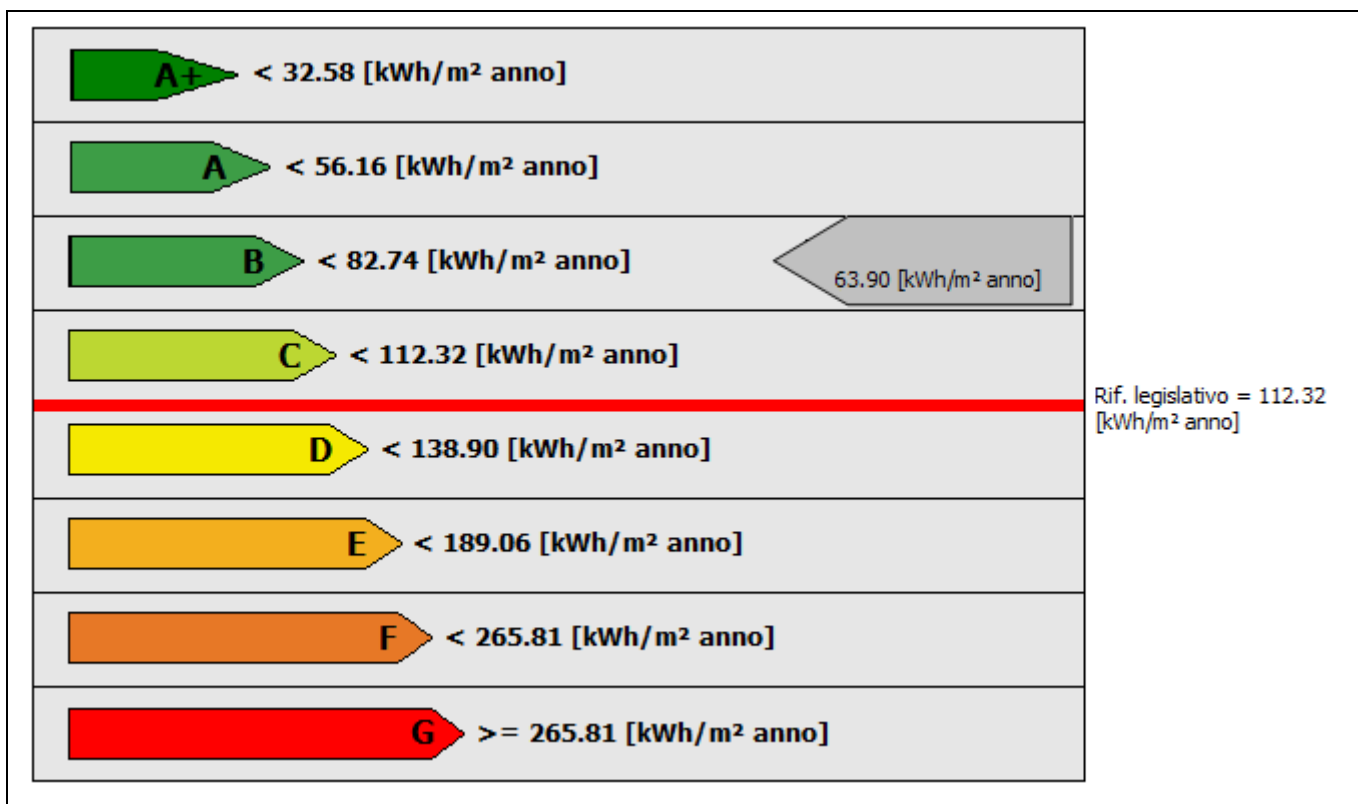 A+ < 32.58 [kWh/m² anno]
A < 56.16 [kWh/m² anno]
B < 82.74 [kWh/m² anno]
63.90 [kWh/m² anno]
C < 112.32 [kWh/m² anno]
Rif. legislativo = 112.32
[kWh/m² anno]
D < 138.90 [kWh/m² anno]
E < 189.06 [kWh/m² anno]
F < 265.81 [kWh/m² anno]
G >= 265.81 [kWh/m² anno]